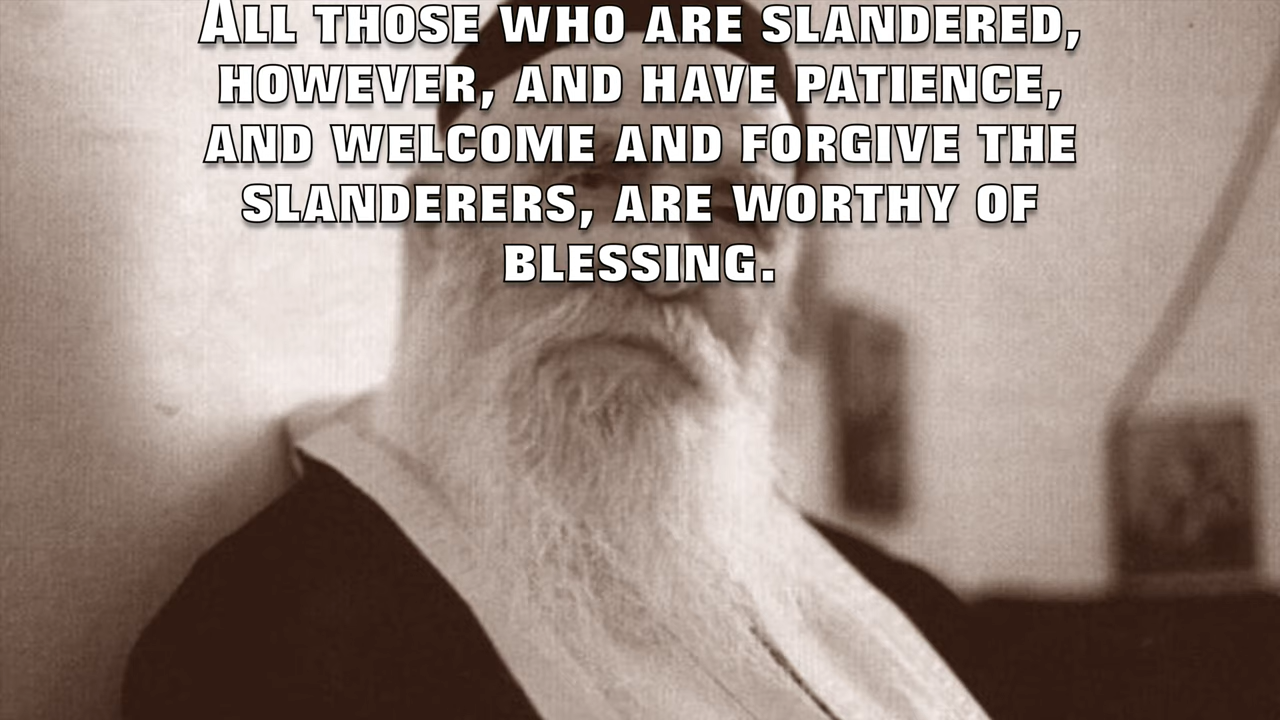 All those who are slandered,
however, and have patience,
and welcome and forgive the
slanderers, are worthy of
blessing.